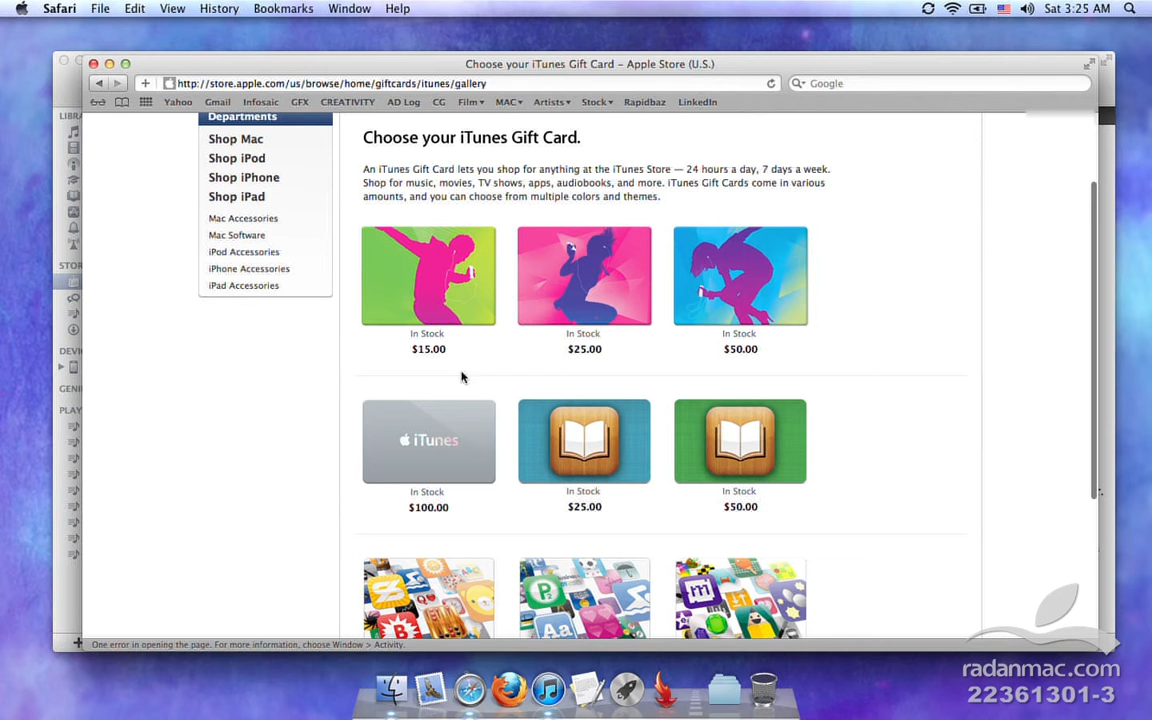 Safari File Edit View History Bookmarks Window Help
Sat 3:25 AM
Choose your iTunes Gift Card – Apple Store (U.S.)
http://store.apple.com/us/browse/home/giftcards/itunes/gallery
Google
Yahoo Gmail Infosaic GFX CREATIVITY AD Log CG Film MAC Artists Stock Rapidbaz LinkedIn
LIBRA
STOR
DEVIC
GENI
PLAY
Departments
Shop Mac
Shop iPod
Shop iPhone
Shop iPad
Mac Accessories
Mac Software
iPod Accessories
iPhone Accessories
iPad Accessories
Choose your iTunes Gift Card.
An iTunes Gift Card lets you shop for anything at the iTunes Store — 24 hours a day, 7 days a week.
Shop for music, movies, TV shows, apps, audiobooks, and more. iTunes Gift Cards come in various
amounts, and you can choose from multiple colors and themes.
In Stock In Stock In Stock
$15.00 $25.00 $50.00
iTunes
In Stock In Stock In Stock
$100.00 $25.00 $50.00
B
P
Aa
m
One error in opening the page. For more information, choose Window > Activity.
radanmac.com
22361301-3